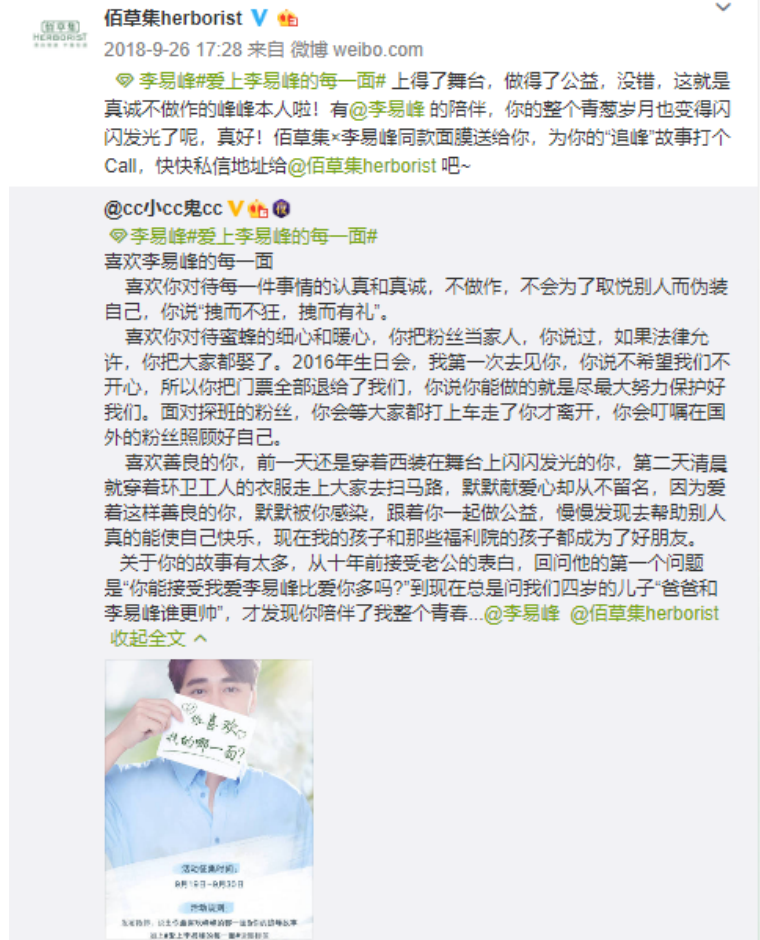 佰草集
HERBORIST
佰草集herborist
2018-9-26 17:28 来自 微博 weibo.com
李易峰#爱上李易峰的每一面# 上得了舞台，做得了公益，没错，这就是
真诚不做作的峰峰本人啦！有@李易峰 的陪伴，你的整个青葱岁月也变得闪
闪发光了呢，真好！佰草集×李易峰同款面膜送给你，为你的“追峰”故事打个
Call，快快私信地址给@佰草集herborist 吧~
@cc小cc鬼cc
李易峰#爱上李易峰的每一面#
喜欢李易峰的每一面
喜欢你对待每一件事情的认真和真诚，不做作，不会为了取悦别人而伪装
自己，你说“拽而不狂，拽而有礼”。
喜欢你对待蜜蜂的细心和暖心，你把粉丝当家人，你说过，如果法律允
许，你把大家都娶了。2016年生日会，我第一次去见你，你说不希望我们不
开心，所以你把门票全部退给了我们，你说你能做的就是尽最大努力保护好
我们。面对探班的粉丝，你会等大家都打上车走了你才离开，你会叮嘱在国
外的粉丝照顾好自己。
喜欢善良的你，前一天还是穿着西装在舞台上闪闪发光的你，第二天清晨
就穿着环卫工人的衣服走上大家去扫马路，默默献爱心却从不留名，因为爱
着这样善良的你，默默被你感染，跟着你一起做公益，慢慢发现去帮助别人
真的能使自己快乐，现在我的孩子和那些福利院的孩子都成为了好朋友。
关于你的故事有太多，从十年前接受老公的表白，回问他的第一个问题
是“你能接受我爱李易峰比爱你多吗?”到现在总是问我们四岁的儿子“爸爸和
李易峰谁更帅”，才发现你陪伴了我整个青春...@李易峰 @佰草集herborist
收起全文
你喜欢
我的哪一面?
活动征集时间:
9月19日-9月30日
活动说明